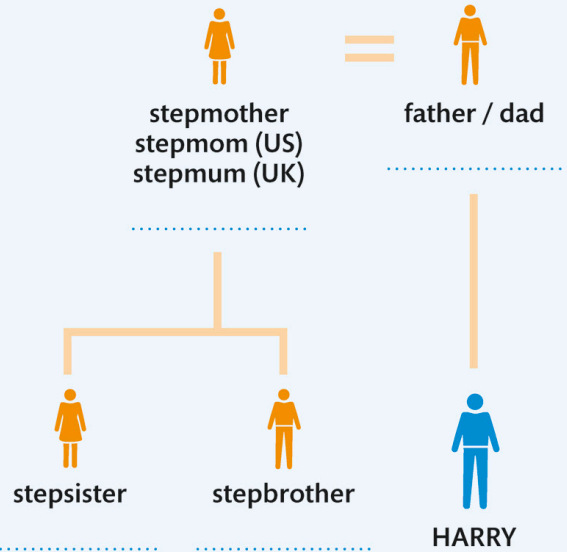 stepmother
stepmom (US)
stepmum (UK)
father / dad
stepsister
stepbrother
HARRY